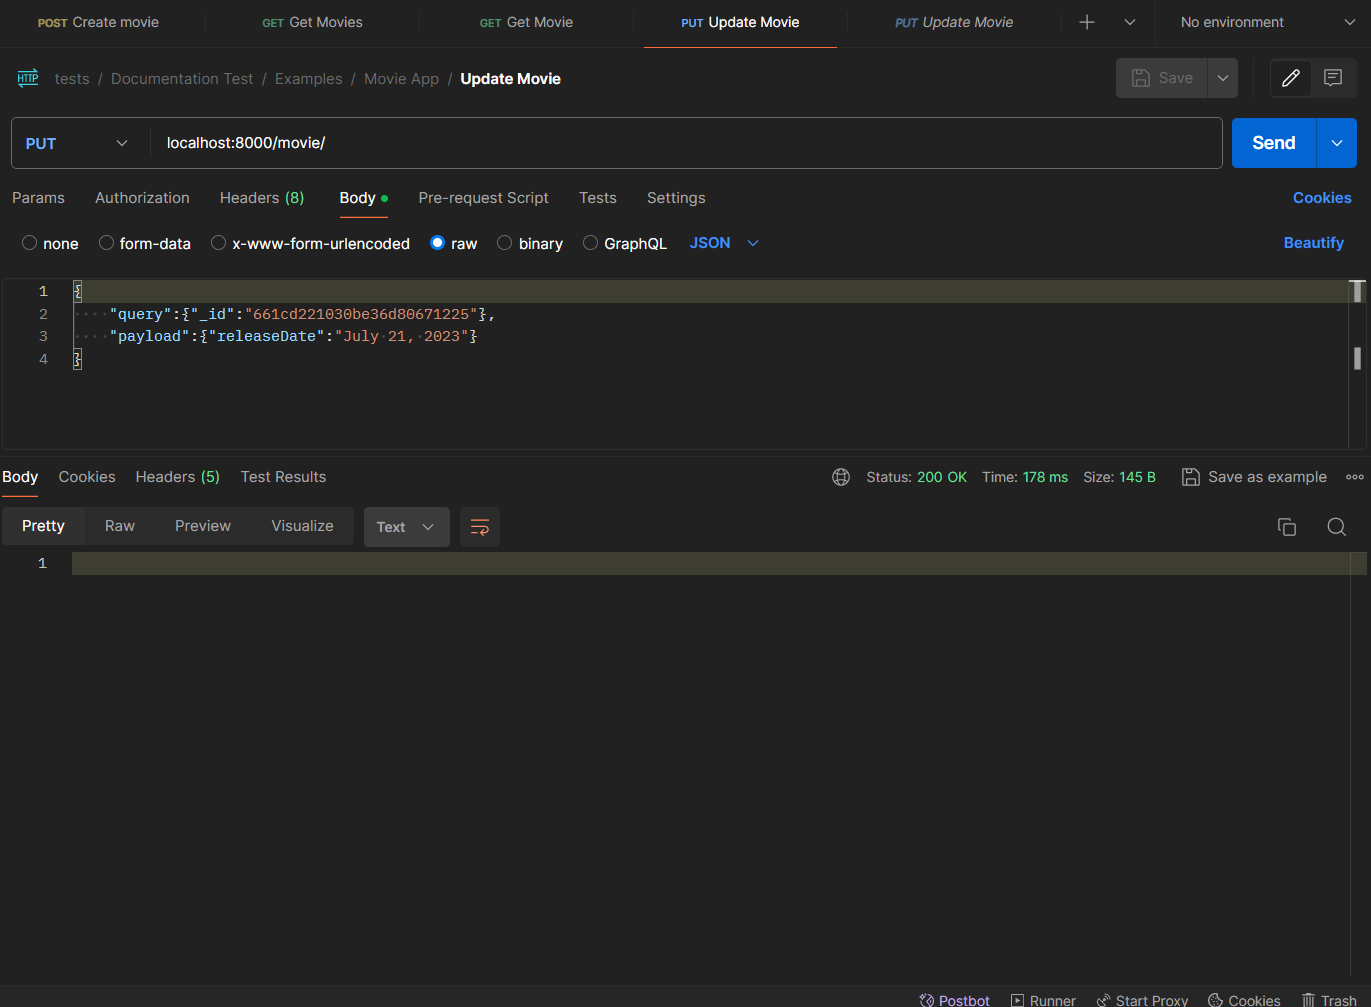 POST Create movie GET Get Movies GET Get Movie PUT Update Movie PUT Update Movie No environment
HTTP tests / Documentation Test / Examples / Movie App / Update Movie Save
PUT localhost:8000/movie/ Send
Params Authorization Headers (8) Body Pre-request Script Tests Settings Cookies
none form-data x-www-form-urlencoded raw binary GraphQL JSON Beautify
1 {
2 ····"query":{"_id":"661cd221030be36d80671225"},
3 ····"payload":{"releaseDate":"July·21,·2023"}
4 }
Body Cookies Headers (5) Test Results Status: 200 OK Time: 178 ms Size: 145 B Save as example
Pretty Raw Preview Visualize Text
1
Postbot Runner Start Proxy Cookies Trash